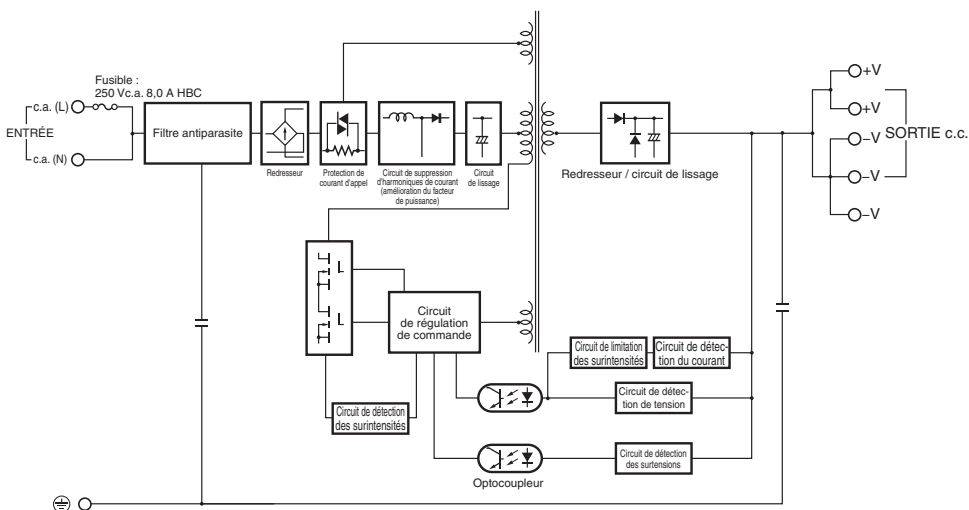 Fusible :
250 Vc.a. 8,0 A HBC
c.a. (L)
ENTRÉE
c.a. (N)
Filtre antiparasite
Redresseur
Protection de
courant d'appel
Circuit de suppression
d'harmoniques de courant
(amélioration du facteur
de puissance)
Circuit
de lissage
Redresseur / circuit de lissage
+V
+V
−V
−V
−V
SORTIE c.c.
Circuit
de régulation
de commande
Circuit de détection
des surintensités
Circuit de limitation
des surintensités
Circuit de détec-
tion du courant
Circuit de détec-
tion de tension
Circuit de détection
des surtensions
Optocoupleur